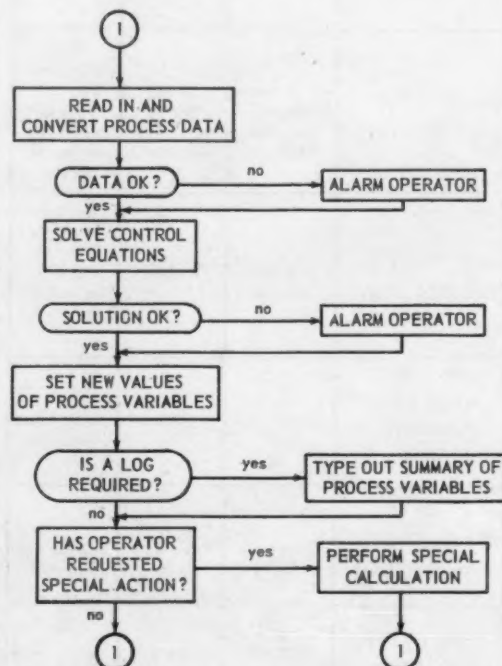 1
READ IN AND
CONVERT PROCESS DATA
DATA OK?
no
ALARM OPERATOR
yes
SOLVE CONTROL
EQUATIONS
SOLUTION OK?
no
ALARM OPERATOR
yes
SET NEW VALUES
OF PROCESS VARIABLES
IS A LOG
REQUIRED?
yes
TYPE OUT SUMMARY OF
PROCESS VARIABLES
no
HAS OPERATOR
REQUESTED
SPECIAL ACTION?
yes
PERFORM SPECIAL
CALCULATION
no
1
1